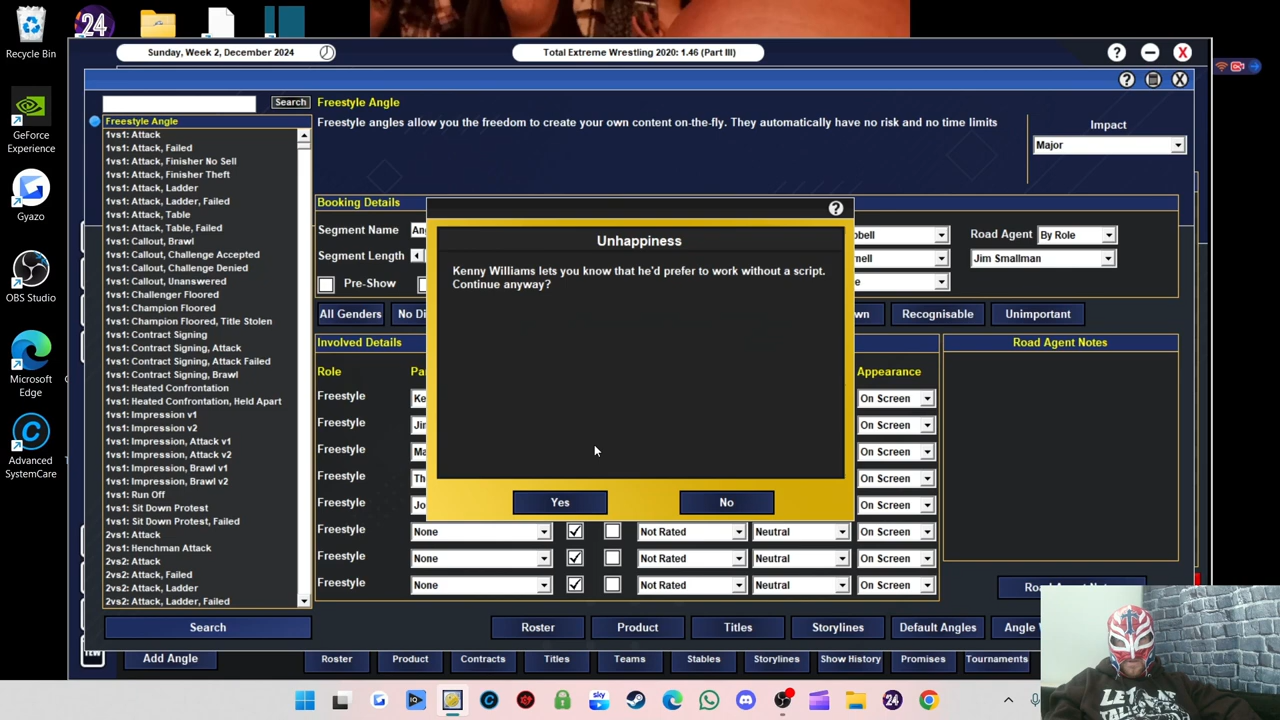 Recycle Bin
24
Sunday, Week 2, December 2024
Total Extreme Wrestling 2020: 1.46 (Part III)
Search
Freestyle Angle
Freestyle angles allow you the freedom to create your own content on-the-fly. They automatically have no risk and no time limits
Impact
Major
Freestyle Angle
1vs1: Attack
1vs1: Attack, Failed
1vs1: Attack, Finisher No Sell
1vs1: Attack, Finisher Theft
1vs1: Attack, Ladder
1vs1: Attack, Ladder, Failed
1vs1: Attack, Table
1vs1: Attack, Table, Failed
1vs1: Callout, Brawl
1vs1: Callout, Challenge Accepted
1vs1: Callout, Challenge Denied
1vs1: Callout, Unanswered
1vs1: Challenger Floored
1vs1: Champion Floored
1vs1: Champion Floored, Title Stolen
1vs1: Contract Signing
1vs1: Contract Signing, Attack
1vs1: Contract Signing, Attack Failed
1vs1: Contract Signing, Brawl
1vs1: Heated Confrontation
1vs1: Heated Confrontation, Held Apart
1vs1: Impression v1
1vs1: Impression v2
1vs1: Impression, Attack v1
1vs1: Impression, Attack v2
1vs1: Impression, Brawl v1
1vs1: Impression, Brawl v2
1vs1: Run Off
1vs1: Sit Down Protest
1vs1: Sit Down Protest, Failed
2vs1: Attack
2vs1: Henchman Attack
2vs2: Attack
2vs2: Attack, Failed
2vs2: Attack, Ladder
2vs2: Attack, Ladder, Failed
Search
GeForce
Experience
Gyazo
OBS Studio
Microsoft
Edge
Advanced
SystemCare
Booking Details
Segment Name
Segment Length
Pre-Show
Road Agent
By Role
Jim Smallman
All Genders
Recognisable
Unimportant
Involved Details
Role
Freestyle
Freestyle
Freestyle
Freestyle
Freestyle
Freestyle None Not Rated Neutral On Screen
Freestyle None Not Rated Neutral On Screen
Freestyle None Not Rated Neutral On Screen
Appearance
On Screen
On Screen
On Screen
On Screen
On Screen
Road Agent Notes
Unhappiness
Kenny Williams lets you know that he'd prefer to work without a script.
Continue anyway?
Yes
No
Roster
Product
Titles
Storylines
Default Angles
Add Angle
Roster
Product
Contracts
Titles
Teams
Stables
Storylines
Show History
Promises
Tournaments
sky
24